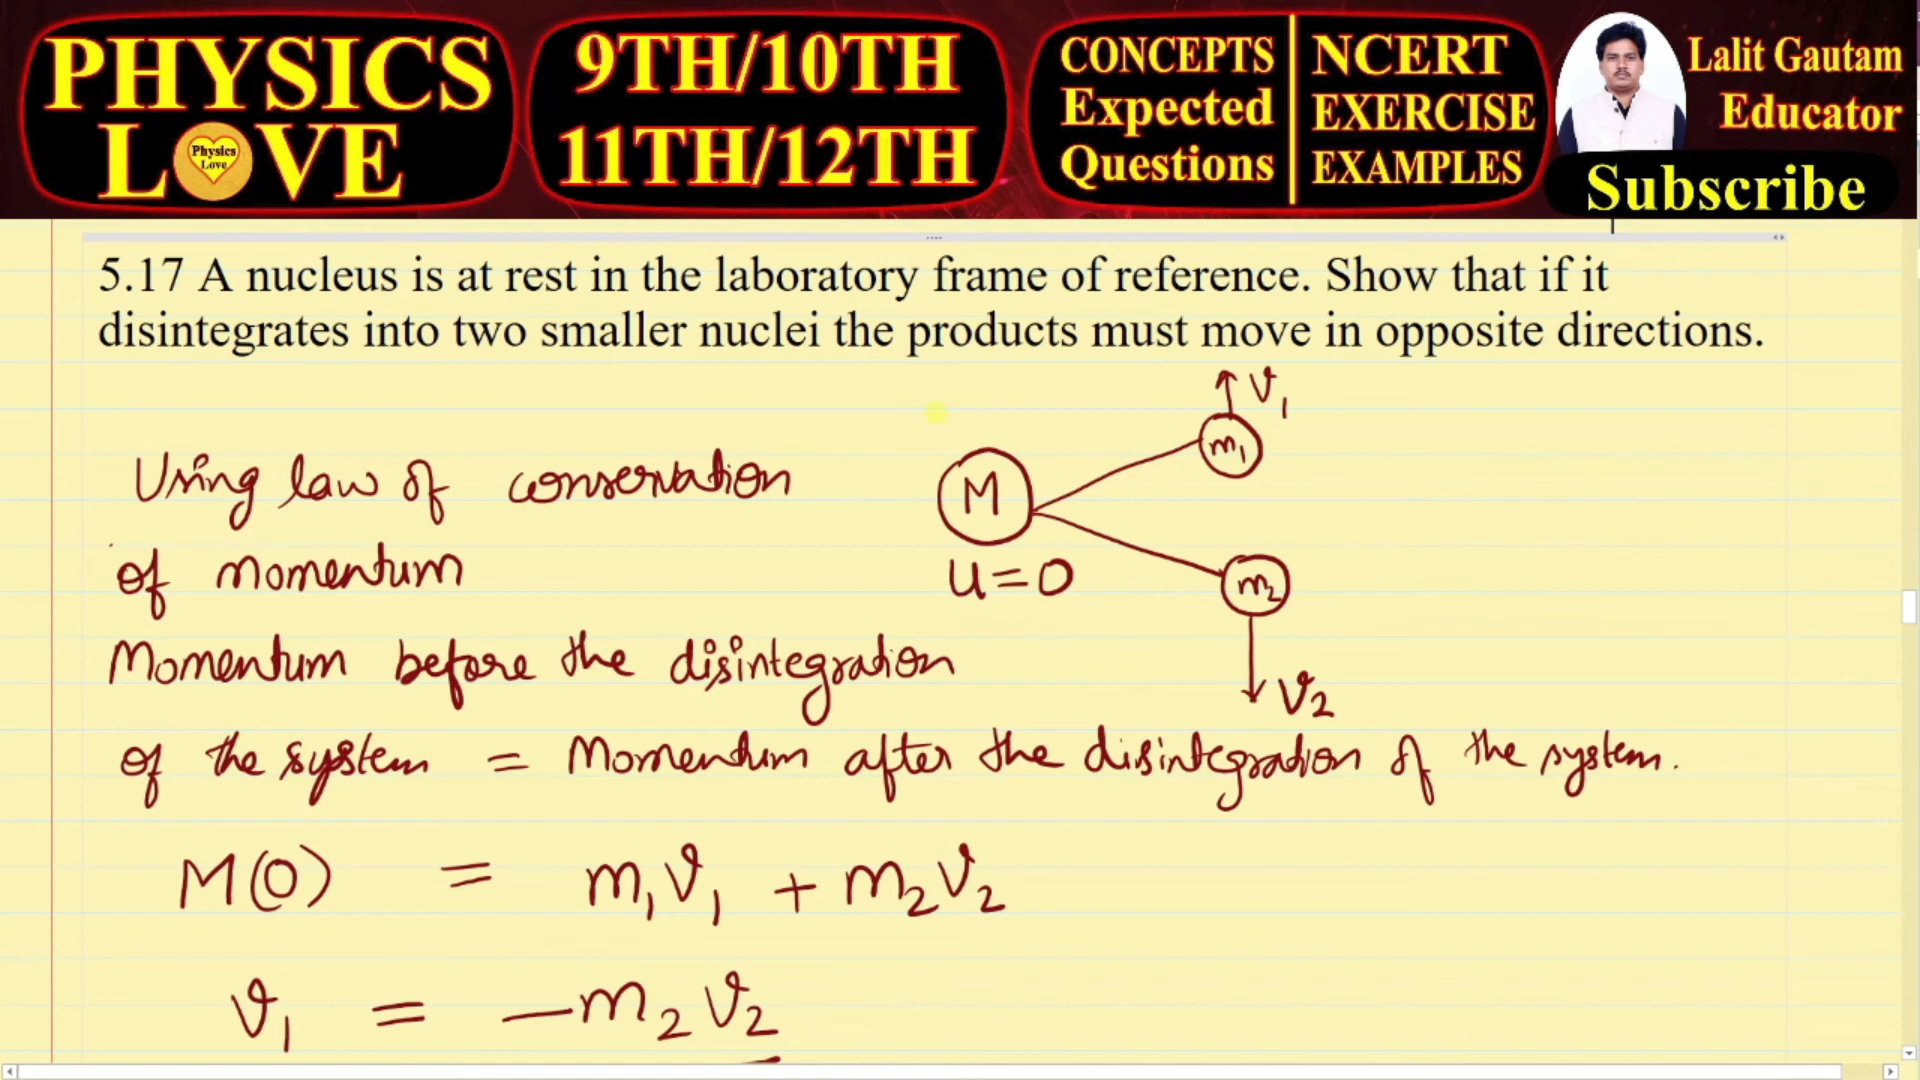 PHYSICS
LOVE
Physics
Love
9TH/10TH
11TH/12TH
CONCEPTS
Expected
Questions
NCERT
EXERCISE
EXAMPLES
Lalit Gautam
Educator
Subscribe
5.17 A nucleus is at rest in the laboratory frame of reference. Show that if it
disintegrates into two smaller nuclei the products must move in opposite directions.
v₁
m₁
M
u=0
m₂
v₂
Using law of conservation
of momentum
Momentum before the disintegration
of the system = Momentum after the disintegration of the system.
M(0) = m₁v₁ + m₂v₂
v₁ = -m₂v₂